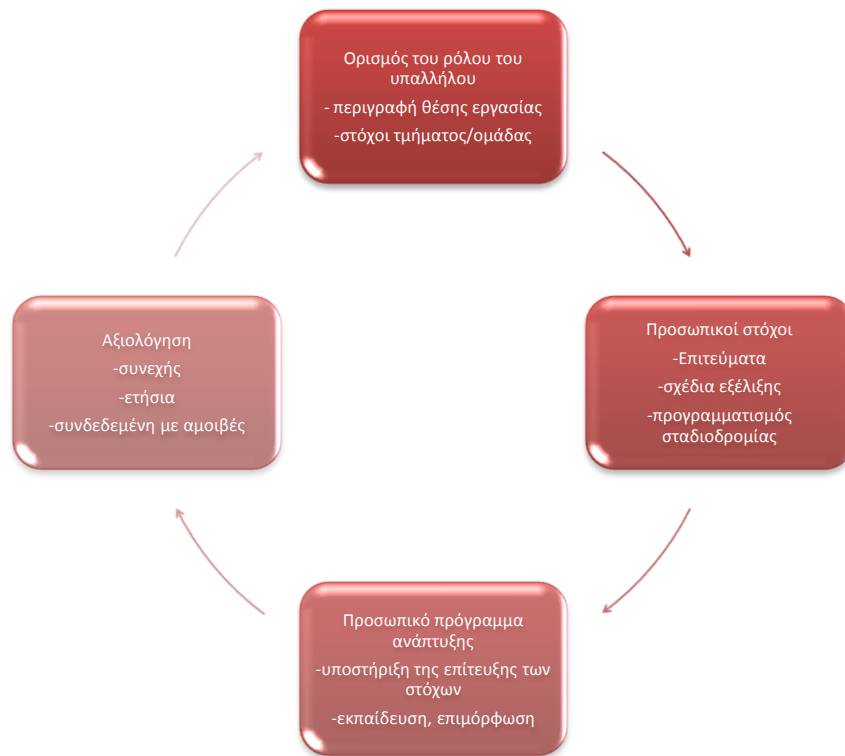 Ορισμός του ρόλου του
υπαλλήλου
- περιγραφή θέσης εργασίας
-στόχοι τμήματος/ομάδας
Προσωπικοί στόχοι
-Επιτεύματα
-σχέδια εξέλιξης
-προγραμματισμός
σταδιοδρομίας
Προσωπικό πρόγραμμα
ανάπτυξης
-υποστήριξη της επίτευξης των
στόχων
-εκπαίδευση, επιμόρφωση
Αξιολόγηση
-συνεχής
-ετήσια
-συνδεδεμένη με αμοιβές